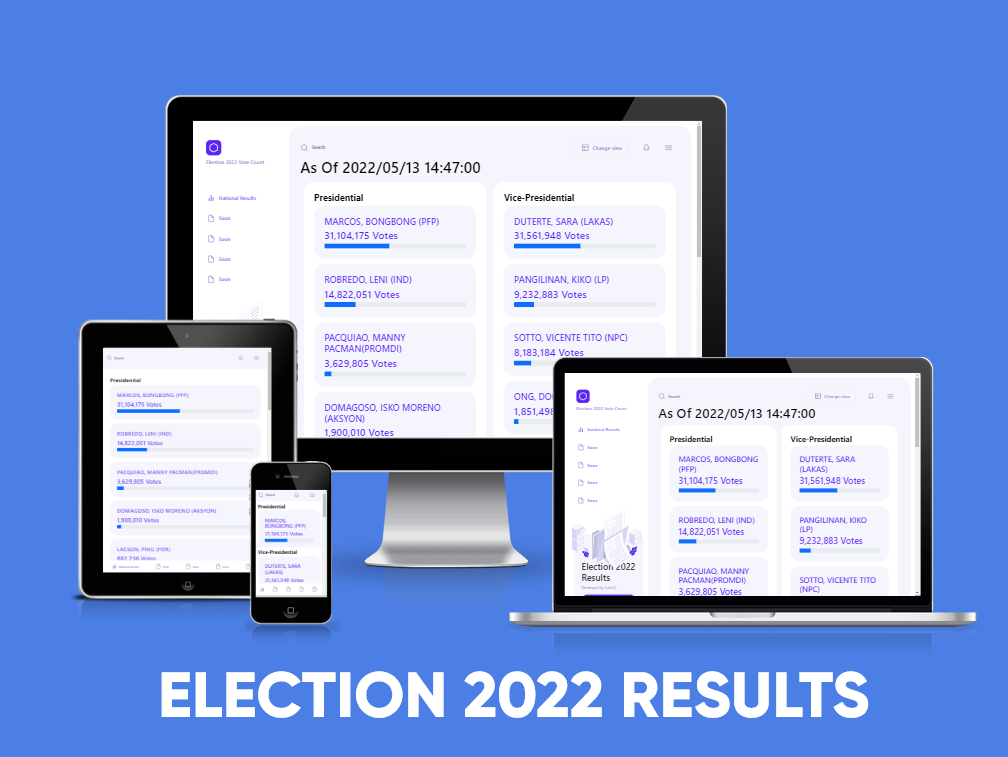 Election 2022 Vote Count
Search
Change view
As Of 2022/05/13 14:47:00
National Results
Soon
Soon
Soon
Soon
Presidential
MARCOS, BONGBONG (PFP)
31,104,175 Votes
ROBREDO, LENI (IND)
14,822,051 Votes
PACQUIAO, MANNY
PACMAN(PROMDI)
3,629,805 Votes
DOMAGOSO, ISKO MORENO
(AKSYON)
1,900,010 Votes
Vice-Presidential
DUTERTE, SARA (LAKAS)
31,561,948 Votes
PANGILINAN, KIKO (LP)
9,232,883 Votes
SOTTO, VICENTE TITO (NPC)
8,183,184 Votes
ONG, DO
1,851,498
Search
Presidential
MARCOS, BONGBONG (PFP)
31,104,175 Votes
ROBREDO, LENI (IND)
14,822,051 Votes
PACQUIAO, MANNY PACMAN(PROMDI)
3,629,805 Votes
DOMAGOSO, ISKO MORENO (AKSYON)
1,900,010 Votes
LACSON, PING (PDR)
Search
Presidential
MARCOS,
BONGBONG (PFP)
31,104,175 Votes
Vice-Presidential
DUTERTE, SARA
(LAKAS)
31,561,948 Votes
Election 2022 Vote Count
Search
Change view
As Of 2022/05/13 14:47:00
National Results
Soon
Soon
Soon
Soon
Election 2022
Results
Presidential
MARCOS, BONGBONG
(PFP)
31,104,175 Votes
ROBREDO, LENI (IND)
14,822,051 Votes
PACQUIAO, MANNY
PACMAN(PROMDI)
3,629,805 Votes
Vice-Presidential
DUTERTE, SARA
(LAKAS)
31,561,948 Votes
PANGILINAN, KIKO
(LP)
9,232,883 Votes
SOTTO, VICENTE TITO
(NPC)
ELECTION 2022 RESULTS